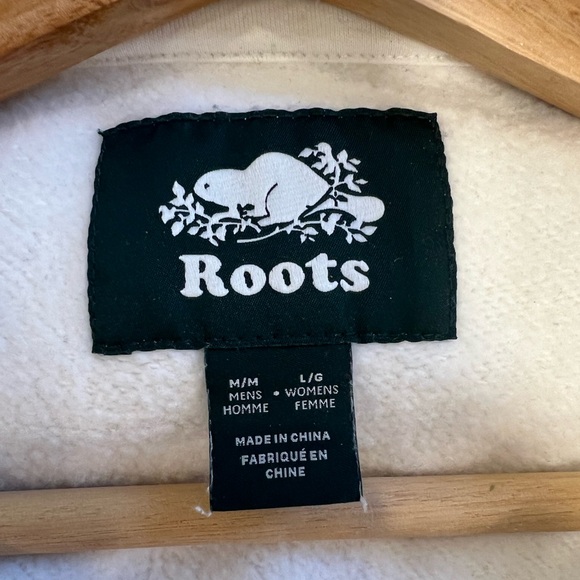 Roots
M/M • L/G
MENS WOMENS
HOMME FEMME
MADE IN CHINA
FABRIQUÉ EN
CHINE